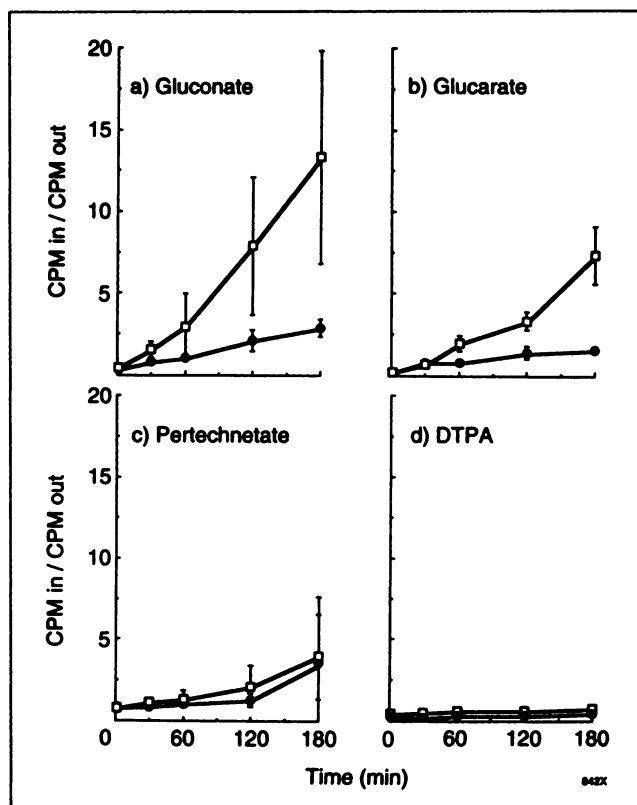 a) Gluconate
b) Glucarate
20
15
10
5
CPM in / CPM out
c) Pertechnetate
d) DTPA
20
15
10
5
CPM in / CPM out
0 60 120 180
0 60 120 180
Time (min)
842X